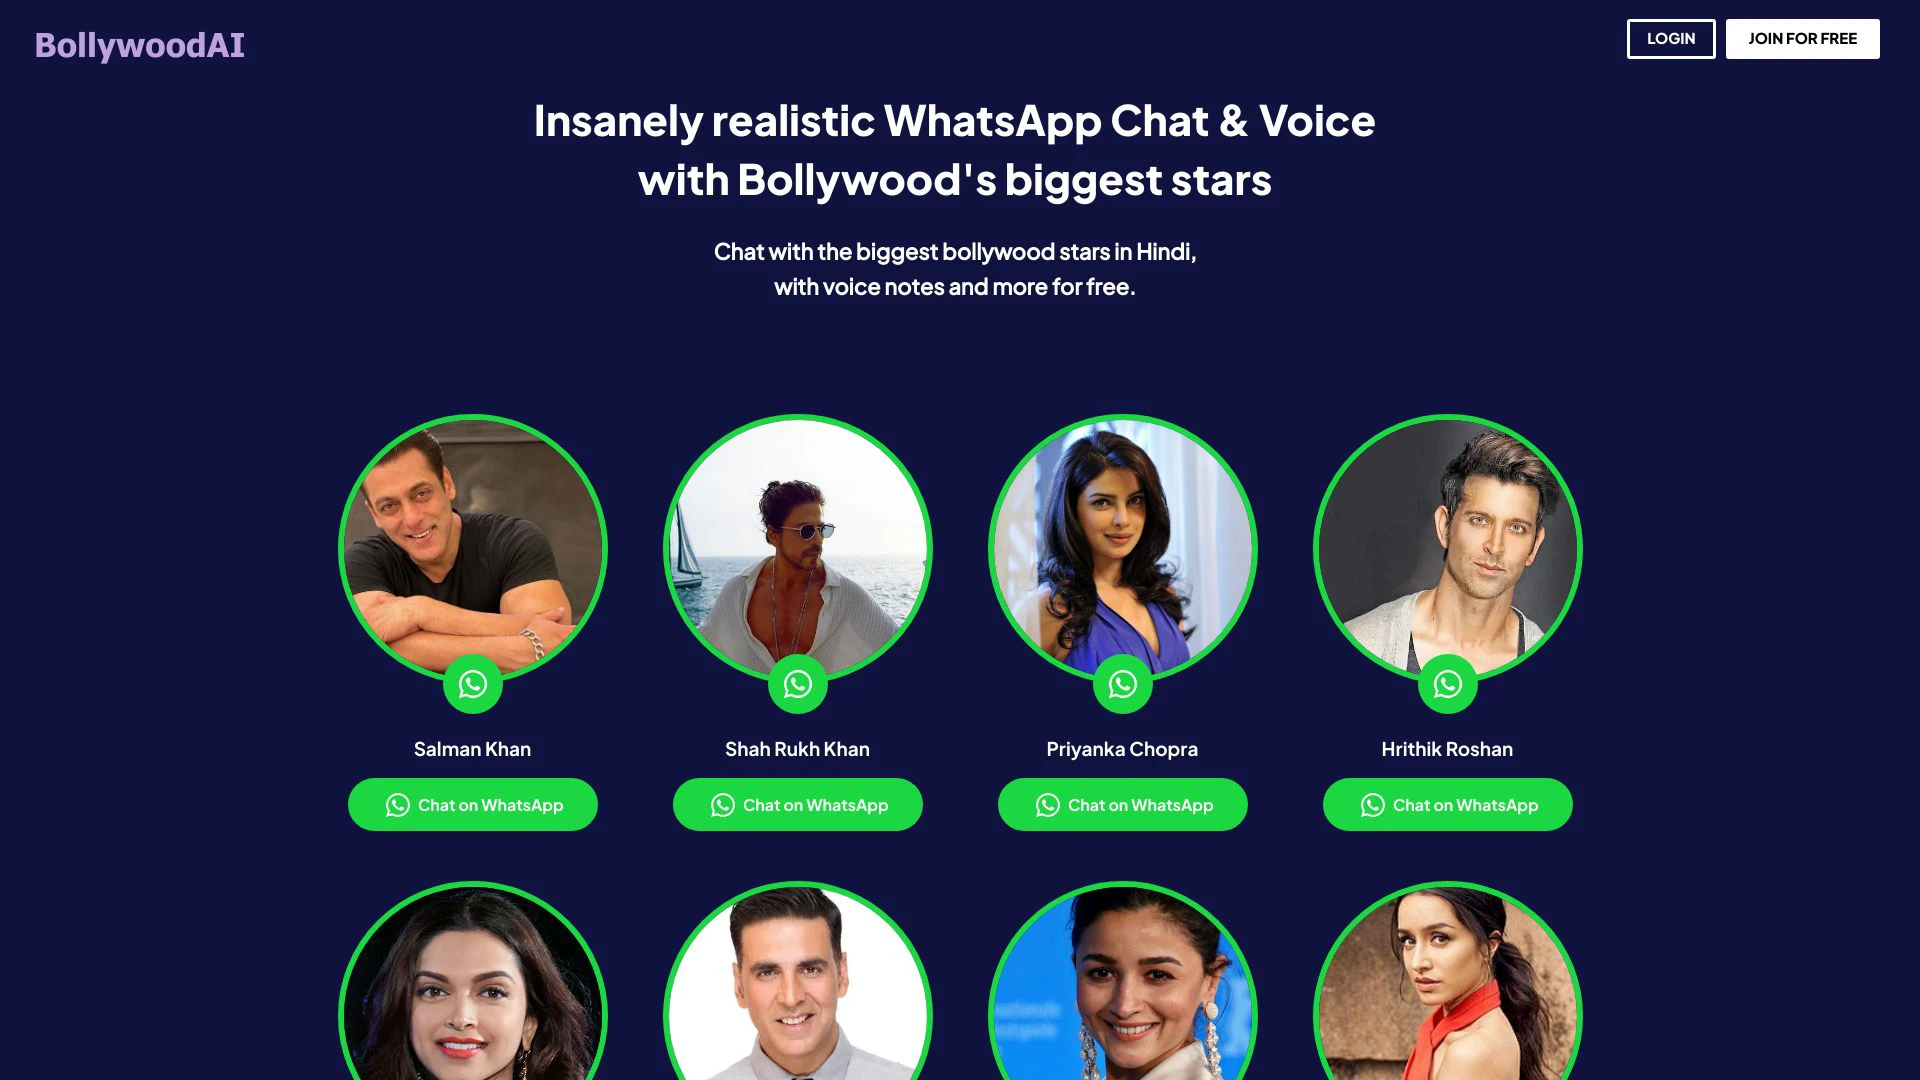 BollywoodAI
LOGIN
JOIN FOR FREE
Insanely realistic WhatsApp Chat & Voice
with Bollywood's biggest stars
Chat with the biggest bollywood stars in Hindi,
with voice notes and more for free.
Salman Khan
Shah Rukh Khan
Priyanka Chopra
Hrithik Roshan
Chat on WhatsApp
Chat on WhatsApp
Chat on WhatsApp
Chat on WhatsApp